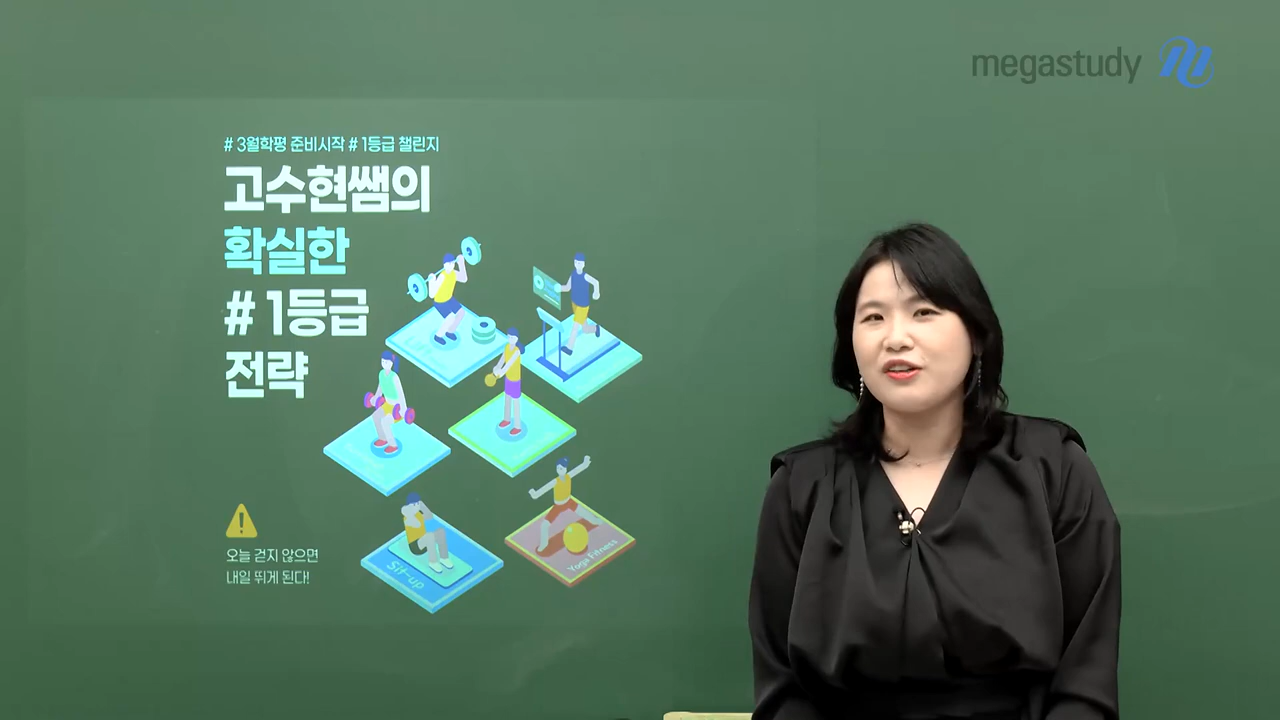 megastudy
# 3월학평 준비시작 # 1등급 챌린지
고수현쌤의
확실한
# 1등급
전략
오늘 걷지 않으면
내일 뛰게 된다!
Sit-up
Yoga Fitness